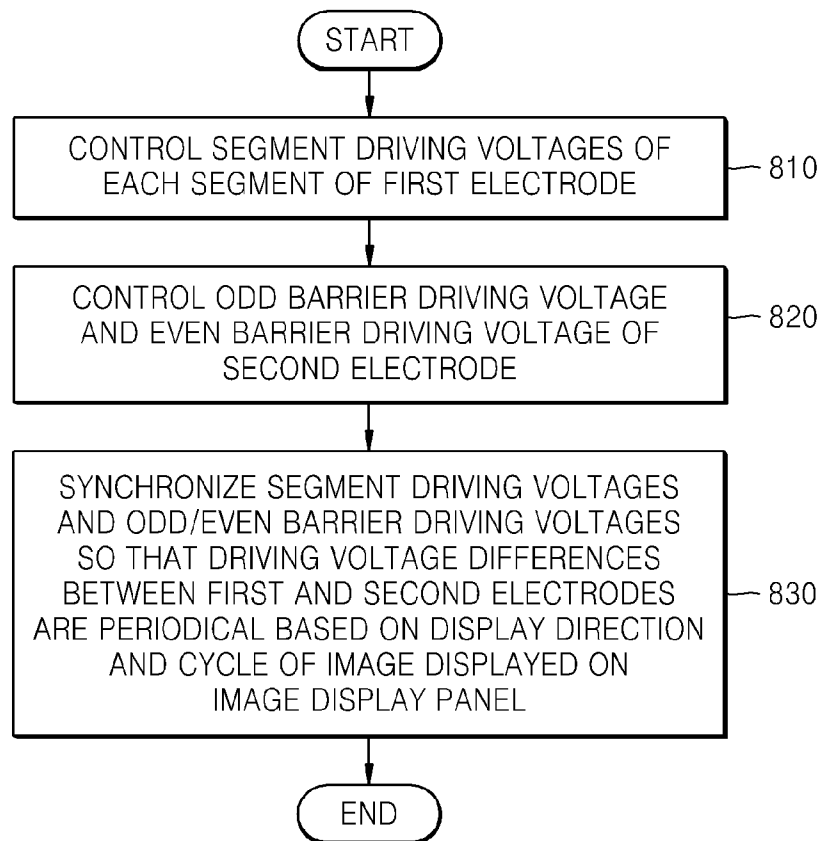 START
CONTROL SEGMENT DRIVING VOLTAGES OF
EACH SEGMENT OF FIRST ELECTRODE
810
CONTROL ODD BARRIER DRIVING VOLTAGE
AND EVEN BARRIER DRIVING VOLTAGE OF
SECOND ELECTRODE
820
SYNCHRONIZE SEGMENT DRIVING VOLTAGES
AND ODD/EVEN BARRIER DRIVING VOLTAGES
SO THAT DRIVING VOLTAGE DIFFERENCES
BETWEEN FIRST AND SECOND ELECTRODES
ARE PERIODICAL BASED ON DISPLAY DIRECTION
AND CYCLE OF IMAGE DISPLAYED ON
IMAGE DISPLAY PANEL
830
END